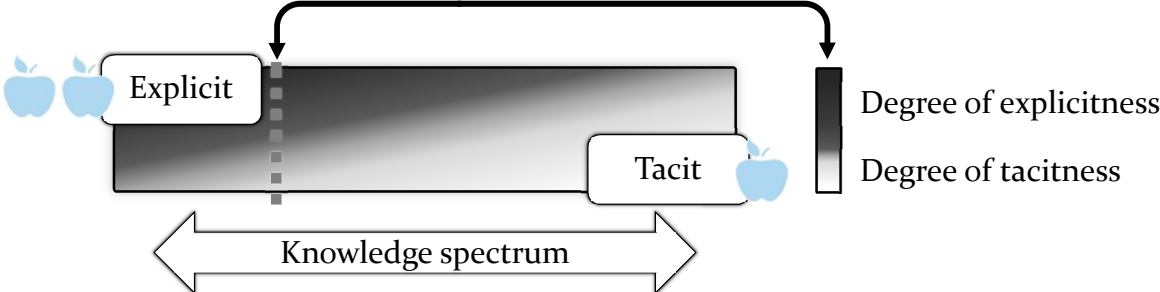 Explicit
Degree of explicitness
Tacit
Degree of tacitness
Knowledge spectrum